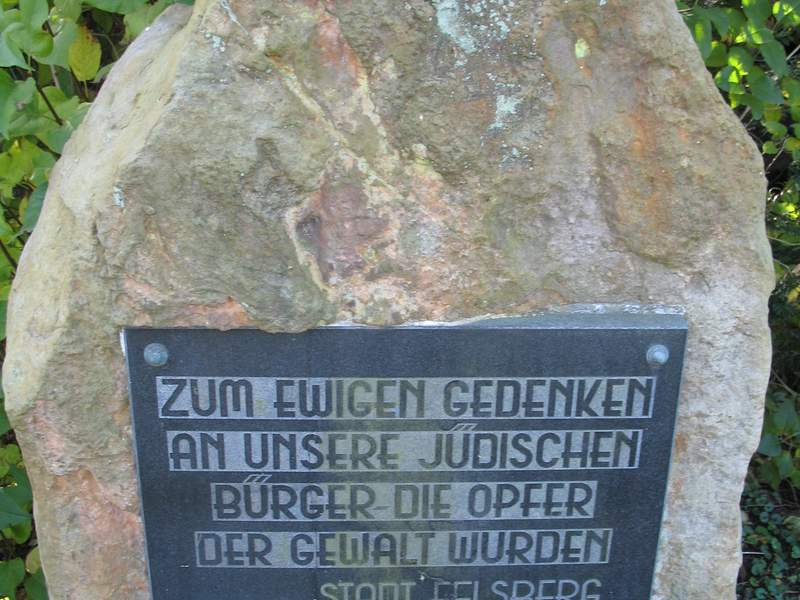 ZUM EWIGEN GEDENKEN
AN UNSERE JÜDISCHEN
BÜRGER-DIE OPFER
DER GEWALT WURDEN
STADT FELSBERG